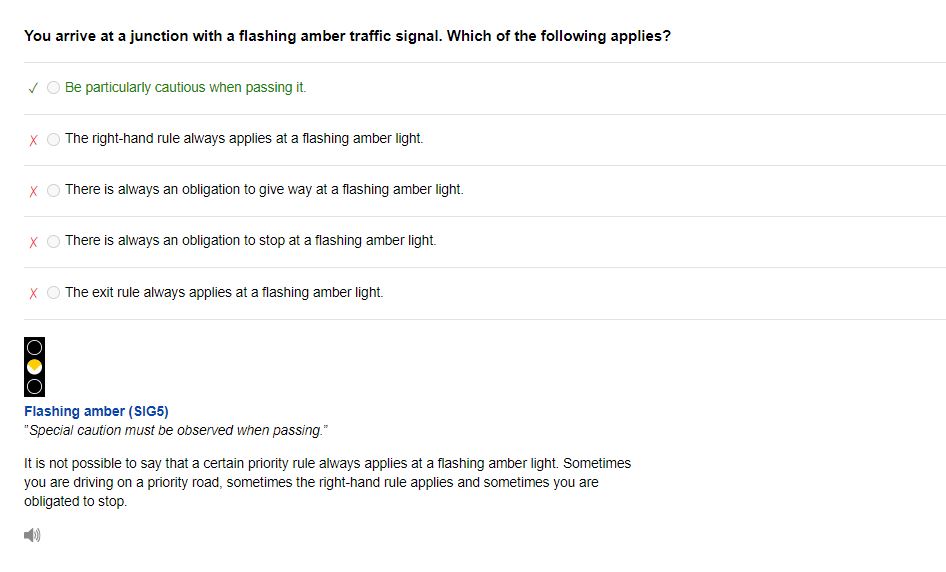 You arrive at a junction with a flashing amber traffic signal. Which of the following applies?
✓ Be particularly cautious when passing it.
X The right-hand rule always applies at a flashing amber light.
X There is always an obligation to give way at a flashing amber light.
X There is always an obligation to stop at a flashing amber light.
X The exit rule always applies at a flashing amber light.
Flashing amber (SIG5)
"Special caution must be observed when passing."
It is not possible to say that a certain priority rule always applies at a flashing amber light. Sometimes
you are driving on a priority road, sometimes the right-hand rule applies and sometimes you are
obligated to stop.